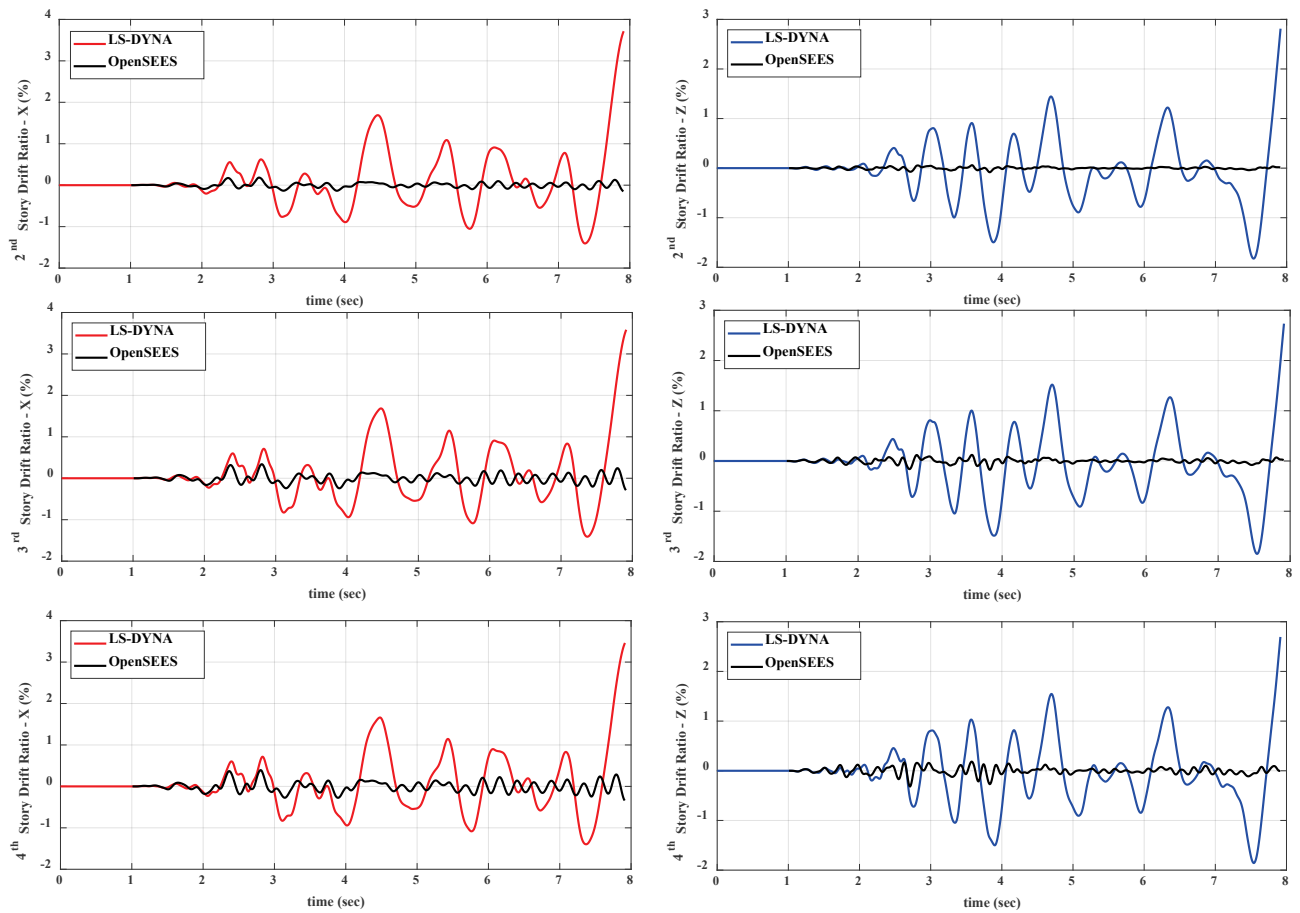 4
3
2
1
0
-1
-2
2nd Story Drift Ratio - X (%)
LS-DYNA
OpenSEES
0 1 2 3 4 5 6 7 8
time (sec)
3
2
1
0
-1
-2
2nd Story Drift Ratio - Z (%)
LS-DYNA
OpenSEES
0 1 2 3 4 5 6 7 8
time (sec)
4
3
2
1
0
-1
-2
3rd Story Drift Ratio - X (%)
LS-DYNA
OpenSEES
0 1 2 3 4 5 6 7 8
time (sec)
3
2
1
0
-1
-2
3rd Story Drift Ratio - Z (%)
LS-DYNA
OpenSEES
0 1 2 3 4 5 6 7 8
time (sec)
4
3
2
1
0
-1
-2
4th Story Drift Ratio - X (%)
LS-DYNA
OpenSEES
0 1 2 3 4 5 6 7 8
time (sec)
3
2
1
0
-1
-2
4th Story Drift Ratio - Z (%)
LS-DYNA
OpenSEES
0 1 2 3 4 5 6 7 8
time (sec)